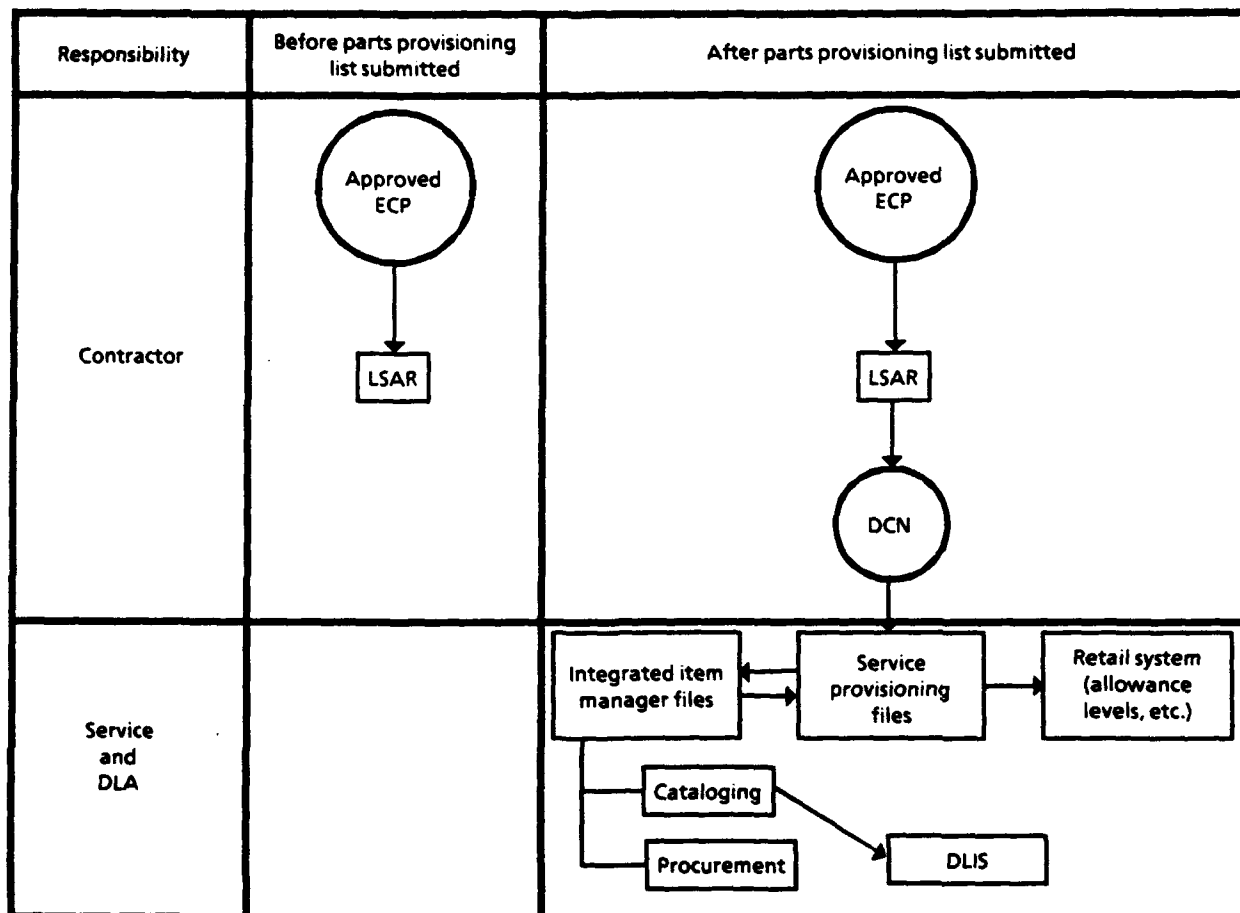 Responsibility
Before parts provisioning
list submitted
After parts provisioning list submitted
Contractor
Approved
ECP
LSAR
Approved
ECP
LSAR
DCN
Service
and
DLA
Integrated item
manager files
Service
provisioning
files
Retail system
(allowance
levels, etc.)
Cataloging
Procurement
DLIS